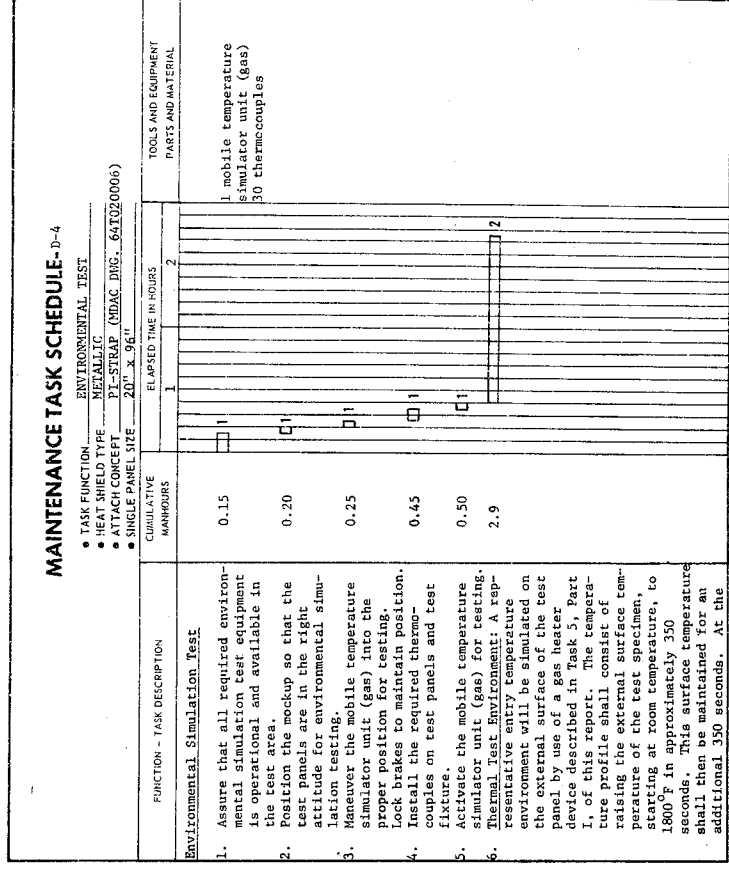 MAINTENANCE TASK SCHEDULE- D-4
• TASK FUNCTION ENVIRONMENTAL TEST
• HEAT SHIELD TYPE METALLIC
• ATTACH CONCEPT PI-STRAP (MDAC DWG. 64T020006)
• SINGLE PANEL SIZE 20" x 96"
FUNCTION – TASK DESCRIPTION
CUMULATIVE
MANHOURS
ELAPSED TIME IN HOURS
1 2
TOOLS AND EQUIPMENT
PARTS AND MATERIAL
Environmental Simulation Test
1. Assure that all required environ-
mental simulation test equipment
is operational and available in
the test area.
0.15
1
2. Position the mockup so that the
test panels are in the right
attitude for environmental simu-
lation testing.
0.20
1
3. Maneuver the mobile temperature
simulator unit (gas) into the
proper position for testing.
Lock brakes to maintain position.
0.25
1
4. Install the required thermo-
couples on test panels and test
fixture.
0.45
1
5. Activate the mobile temperature
simulator unit (gas) for testing.
0.50
1
6. Thermal Test Environment: A rep-
resentative entry temperature
environment will be simulated on
the external surface of the test
panel by use of a gas heater
device described in Task 5, Part
I, of this report. The tempera-
ture profile shall consist of
raising the external surface tem-
perature of the test specimen,
starting at room temperature, to
1800°F in approximately 350
seconds. This surface temperature
shall then be maintained for an
additional 350 seconds. At the
2.9
2
1 mobile temperature
simulator unit (gas)
30 thermocouples